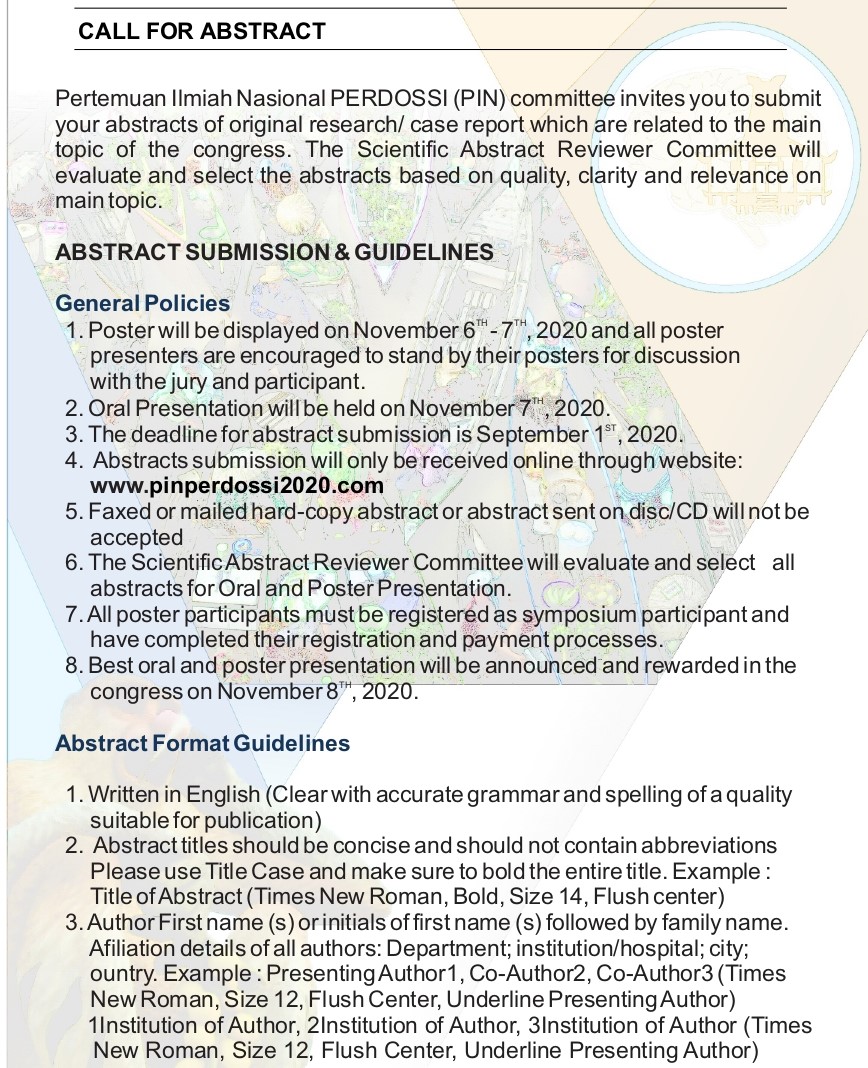 CALL FOR ABSTRACT
Pertemuan Ilmiah Nasional PERDOSSI (PIN) committee invites you to submit
your abstracts of original research/ case report which are related to the main
topic of the congress. The Scientific Abstract Reviewer Committee will
evaluate and select the abstracts based on quality, clarity and relevance on
main topic.
ABSTRACT SUBMISSION & GUIDELINES
General Policies
1. Poster will be displayed on November 6TH - 7TH, 2020 and all poster
presenters are encouraged to stand by their posters for discussion
with the jury and participant.
2. Oral Presentation will be held on November 7TH, 2020.
3. The deadline for abstract submission is September 1ST, 2020.
4. Abstracts submission will only be received online through website:
www.pinperdossi2020.com
5. Faxed or mailed hard-copy abstract or abstract sent on disc/CD will not be
accepted
6. The Scientific Abstract Reviewer Committee will evaluate and select all
abstracts for Oral and Poster Presentation.
7. All poster participants must be registered as symposium participant and
have completed their registration and payment processes.
8. Best oral and poster presentation will be announced and rewarded in the
congress on November 8TH, 2020.
Abstract Format Guidelines
1. Written in English (Clear with accurate grammar and spelling of a quality
suitable for publication)
2. Abstract titles should be concise and should not contain abbreviations
Please use Title Case and make sure to bold the entire title. Example :
Title of Abstract (Times New Roman, Bold, Size 14, Flush center)
3. Author First name (s) or initials of first name (s) followed by family name.
Afiliation details of all authors: Department; institution/hospital; city;
ountry. Example : Presenting Author1, Co-Author2, Co-Author3 (Times
New Roman, Size 12, Flush Center, Underline Presenting Author)
1Institution of Author, 2Institution of Author, 3Institution of Author (Times
New Roman, Size 12, Flush Center, Underline Presenting Author)